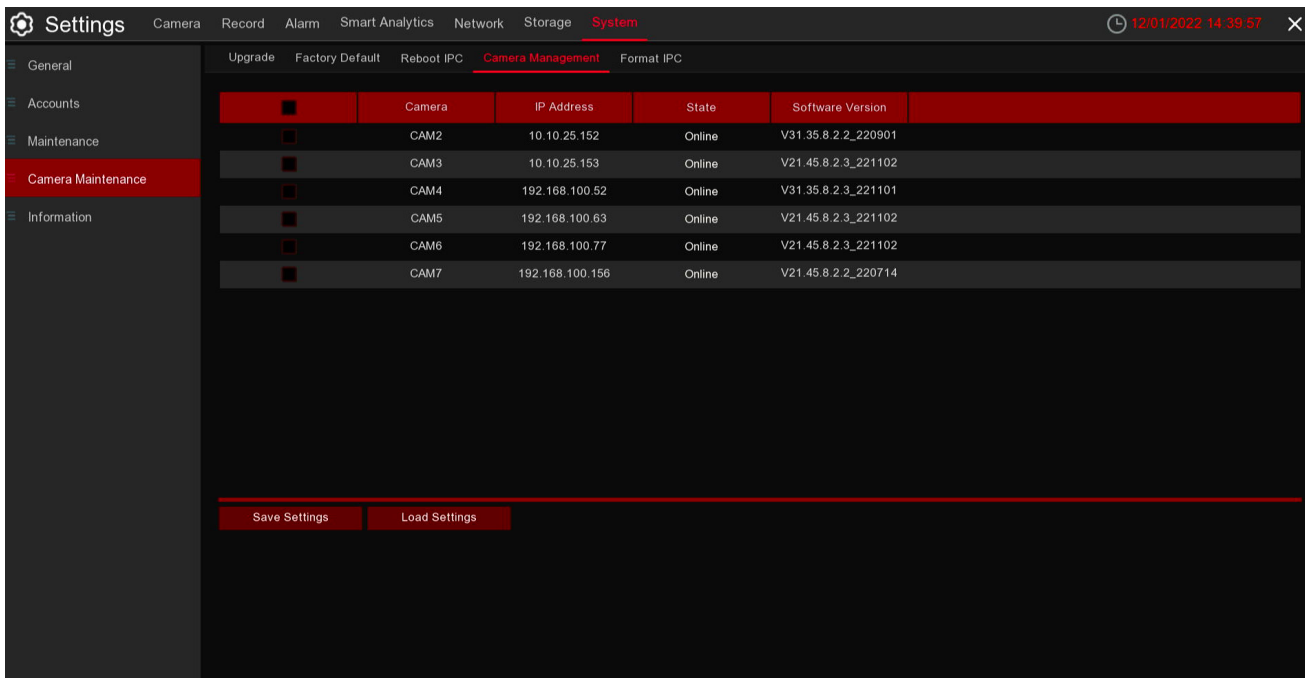 Settings Camera Record Alarm Smart Analytics Network Storage System 12/01/2022 14:39:57
Upgrade Factory Default Reboot IPC Camera Management Format IPC
General
Accounts
Maintenance
Camera Maintenance
Information
Camera IP Address State Software Version
CAM2 10.10.25.152 Online V31.35.8.2.2_220901
CAM3 10.10.25.153 Online V21.45.8.2.3_221102
CAM4 192.168.100.52 Online V31.35.8.2.3_221101
CAM5 192.168.100.63 Online V21.45.8.2.3_221102
CAM6 192.168.100.77 Online V21.45.8.2.3_221102
CAM7 192.168.100.156 Online V21.45.8.2.2_220714
Save Settings Load Settings